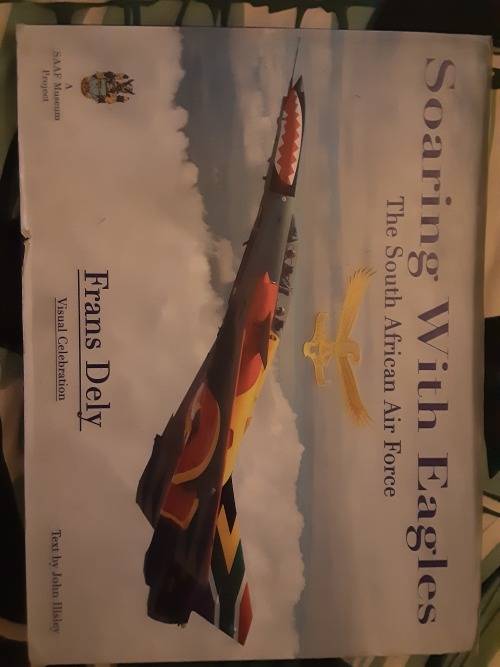 Soaring With Eagles
The South African Air Force
Frans Dely
Visual Celebration
A
SAAF Museum
Project
Text by John Illsley